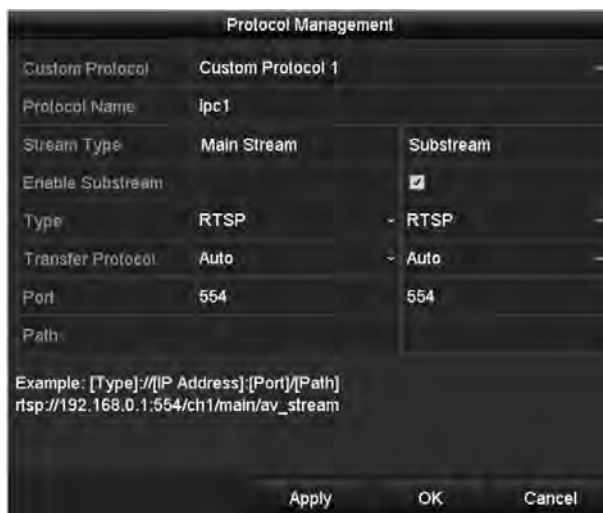 Protocol Management
Custom Protocol Custom Protocol 1
Protocol Name ipc1
Stream Type Main Stream Substream
Enable Substream
Type RTSP RTSP
Transfer Protocol Auto Auto
Port 554 554
Path
Example: [Type]://[IP Address]:[Port]/[Path]
rtsp://192.168.0.1:554/ch1/main/av_stream
Apply OK Cancel